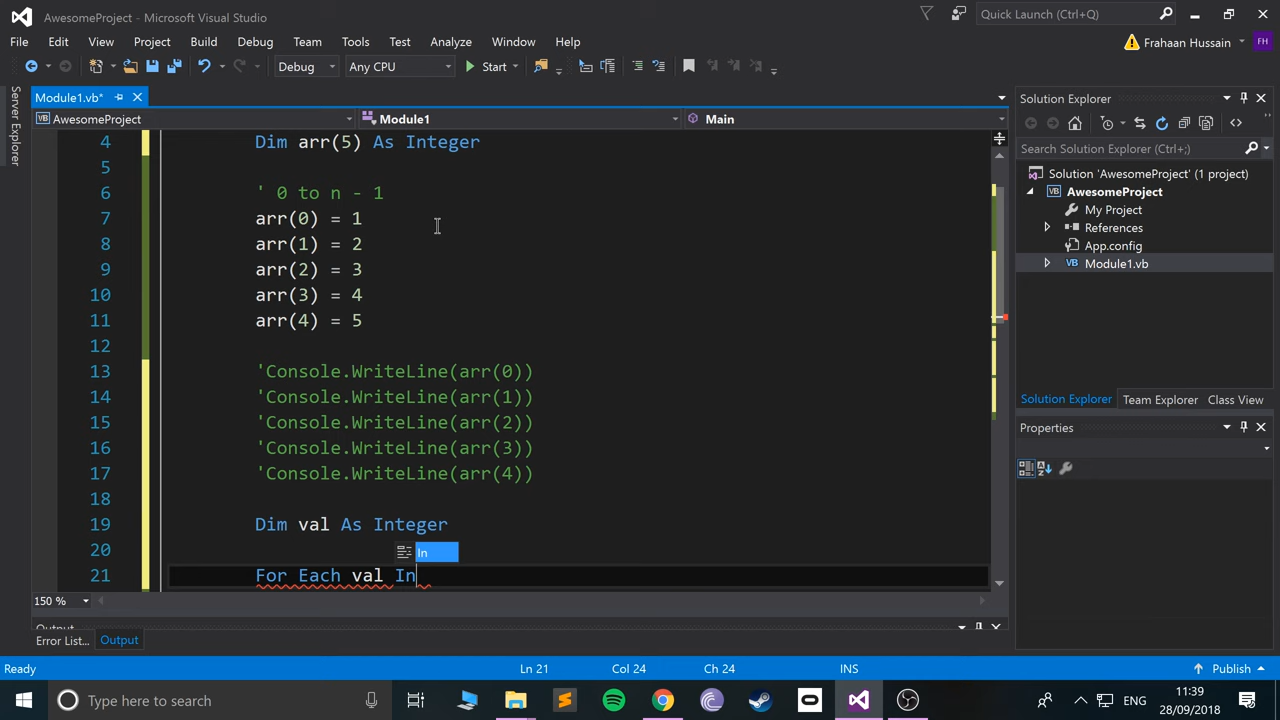 AwesomeProject - Microsoft Visual Studio
Quick Launch (Ctrl+Q)
File Edit View Project Build Debug Team Tools Test Analyze Window Help
Frahaan Hussain FH
Debug Any CPU Start
Server Explorer
Module1.vb*
AwesomeProject Module1 Main
4 Dim arr(5) As Integer
5
6 ' 0 to n - 1
7 arr(0) = 1
8 arr(1) = 2
9 arr(2) = 3
10 arr(3) = 4
11 arr(4) = 5
12
13 'Console.WriteLine(arr(0))
14 'Console.WriteLine(arr(1))
15 'Console.WriteLine(arr(2))
16 'Console.WriteLine(arr(3))
17 'Console.WriteLine(arr(4))
18
19 Dim val As Integer
20
In
21 For Each val In
150 %
Output
Error List... Output
Solution Explorer
Search Solution Explorer (Ctrl+;)
Solution 'AwesomeProject' (1 project)
AwesomeProject
My Project
References
App.config
VB Module1.vb
Solution Explorer Team Explorer Class View
Properties
Ready Ln 21 Col 24 Ch 24 INS Publish
Type here to search
ENG
11:39
28/09/2018